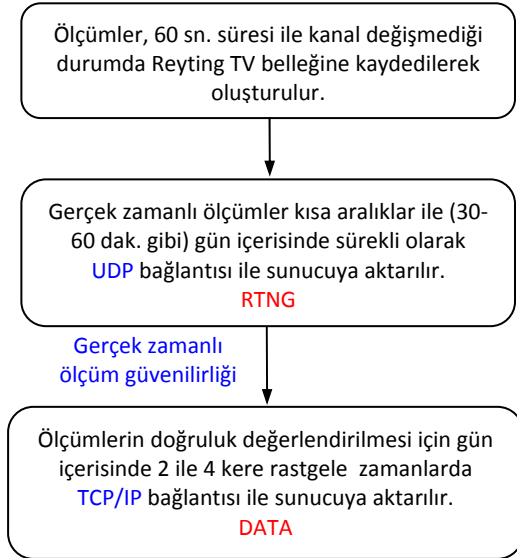 Ölçümler, 60 sn. süresi ile kanal değişmediği
durumda Reyting TV belleğine kaydedilerek
oluşturulur.
Gerçek zamanlı ölçümler kısa aralıklar ile (30-
60 dak. gibi) gün içerisinde sürekli olarak
UDP bağlantısı ile sunucuya aktarılır.
RTNG
Gerçek zamanlı
ölçüm güvenilirliği
Ölçümlerin doğruluk değerlendirilmesi için gün
içerisinde 2 ile 4 kere rastgele zamanlarda
TCP/IP bağlantısı ile sunucuya aktarılır.
DATA